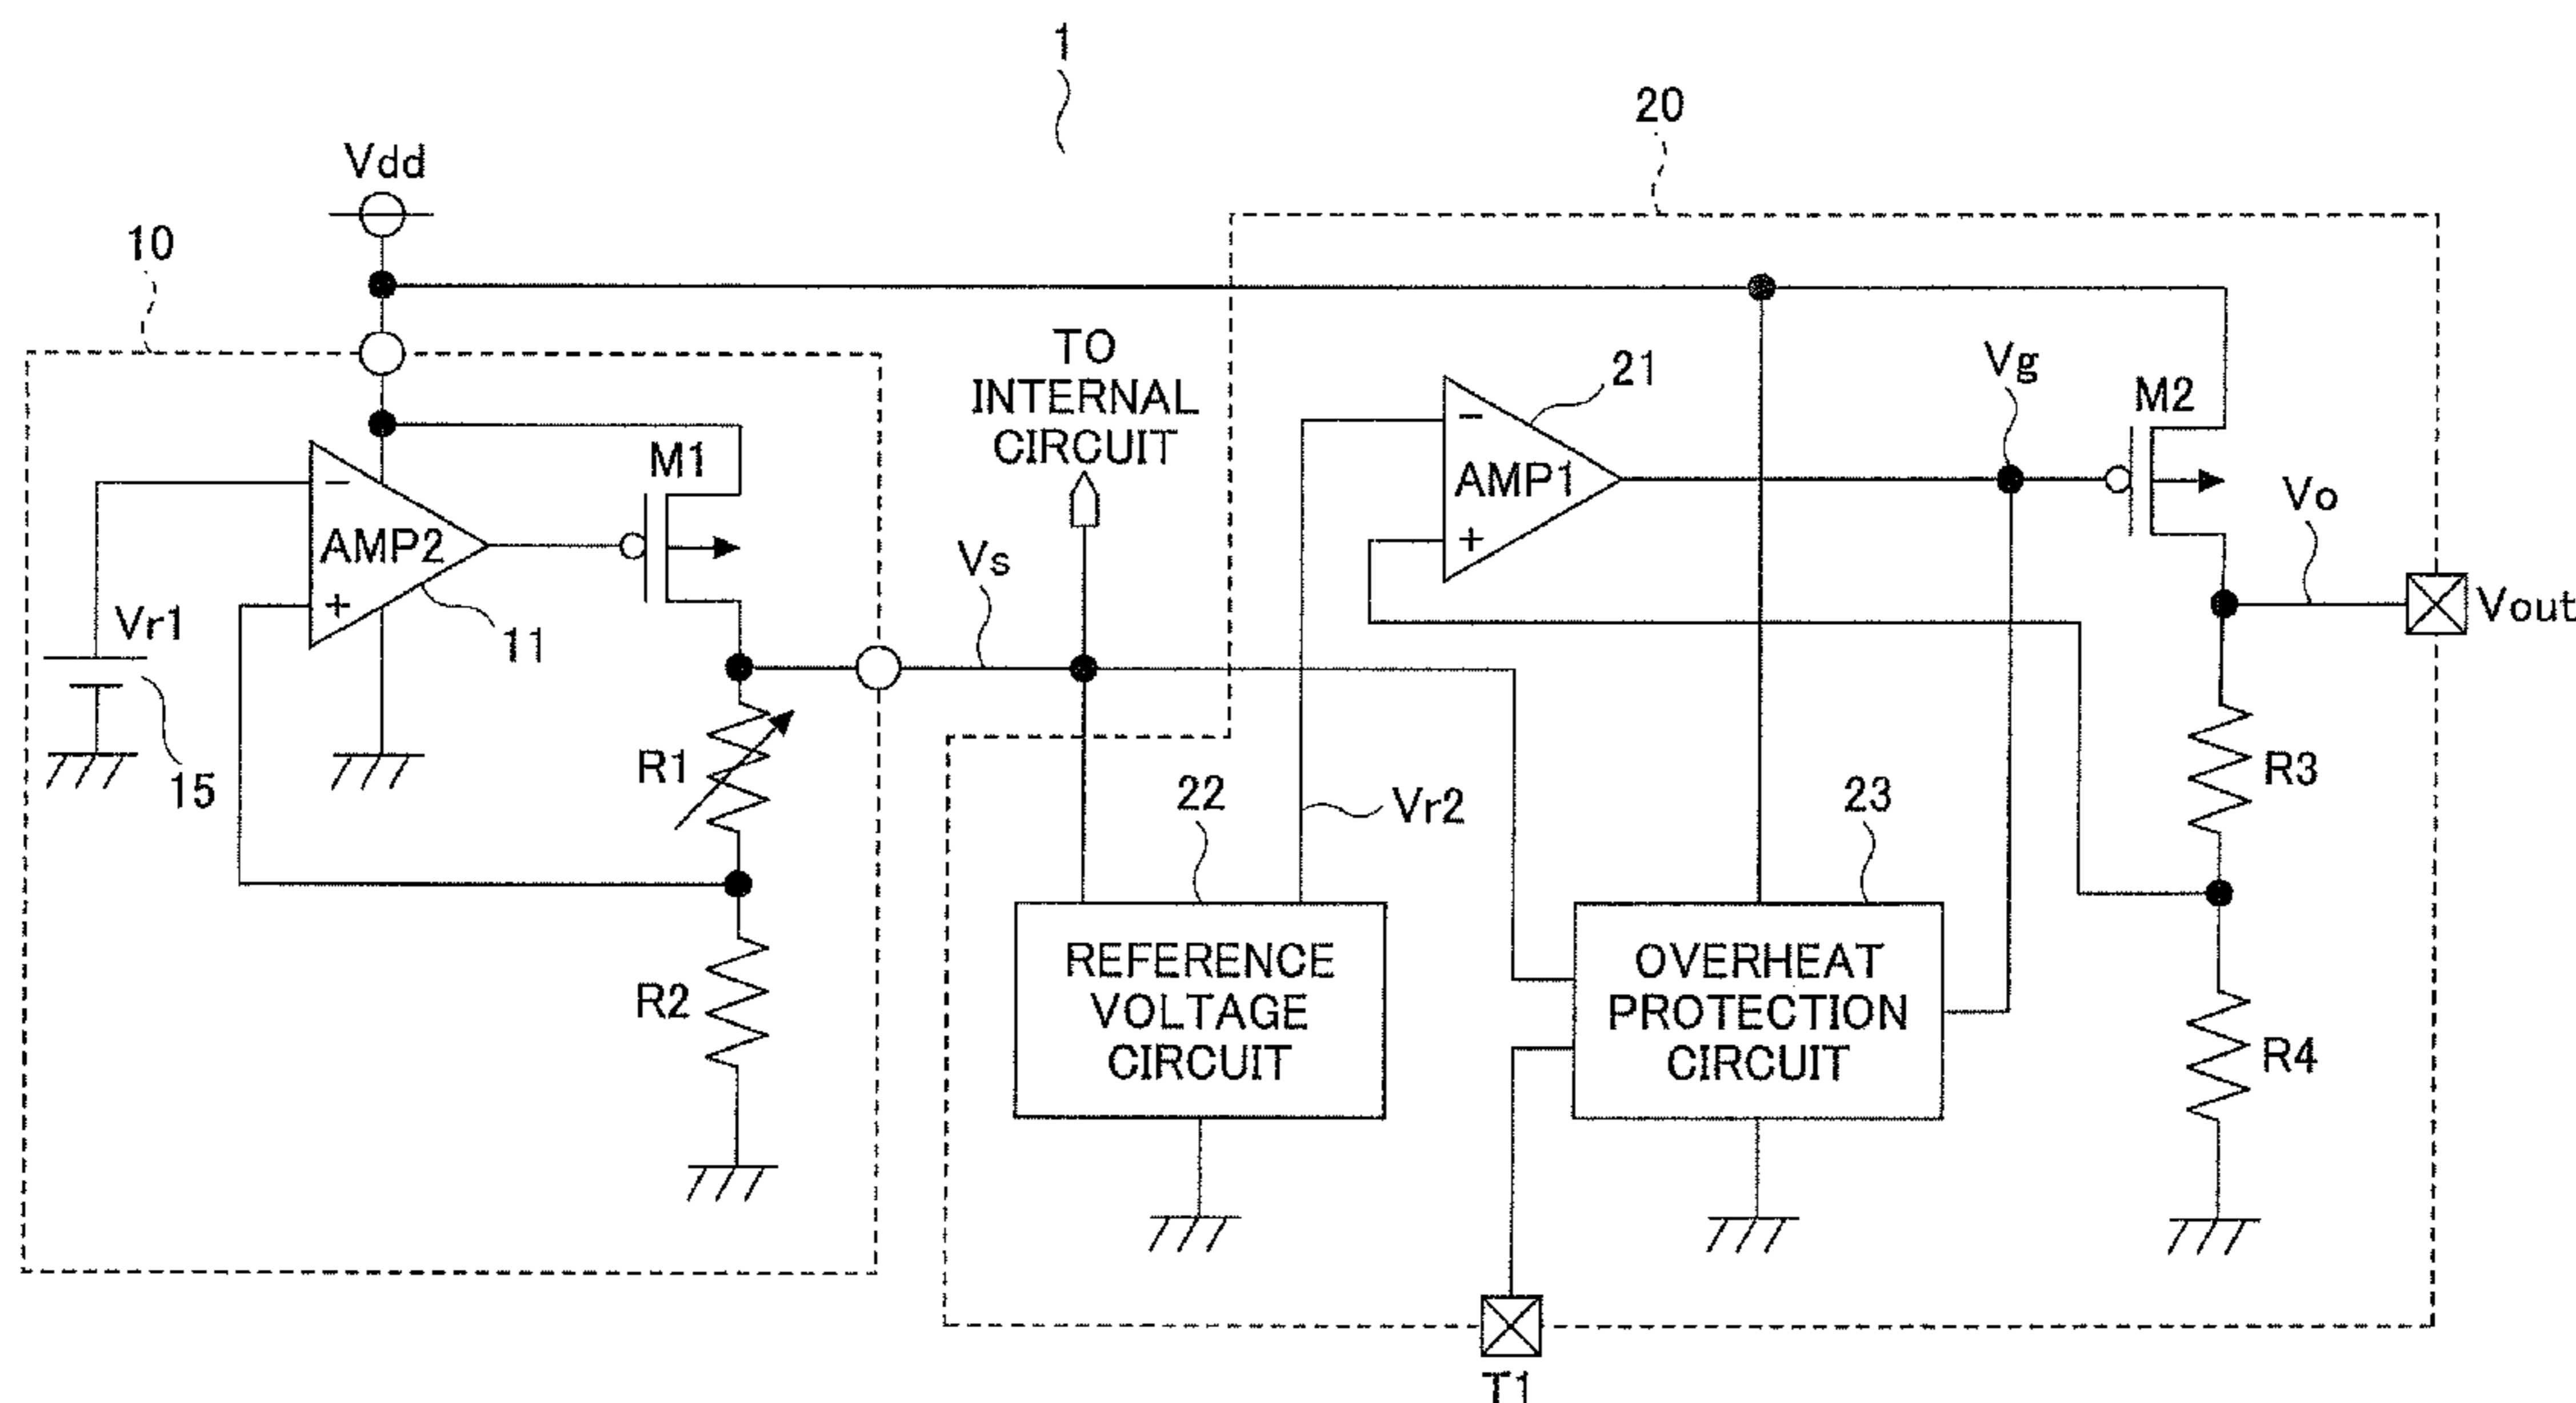 1
20
Vdd
10
TO
INTERNAL
CIRCUIT
21
Vg
M2
M1
-
AMP1
+
Vo
-
AMP2
+
Vs
Vout
Vr1
11
15
R1
22
Vr2
23
R3
REFERENCE
VOLTAGE
CIRCUIT
OVERHEAT
PROTECTION
CIRCUIT
R2
R4
T1